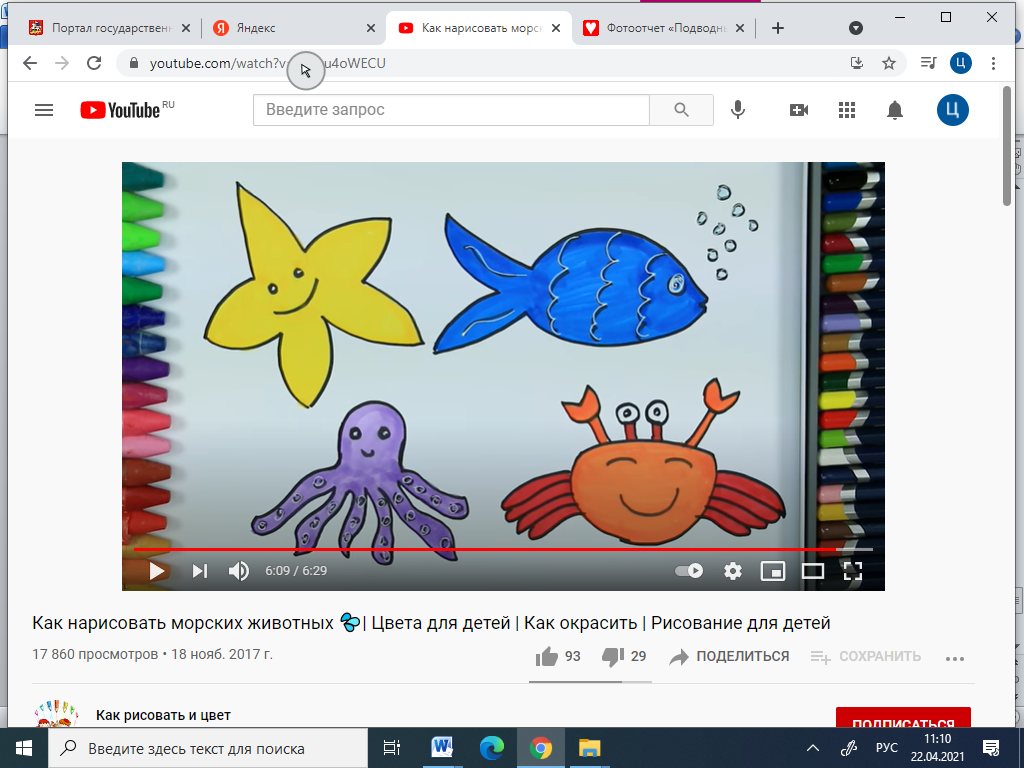 Портал государственн
Яндекс
Как нарисовать морск
Фотоотчет «Подводны
youtube.com/watch?v
u4oWECU
Ц
YouTube RU
Введите запрос
Ц
6:09 / 6:29
Как нарисовать морских животных | Цвета для детей | Как окрасить | Рисование для детей
17 860 просмотров • 18 нояб. 2017 г.
93
29
ПОДЕЛИТЬСЯ
СОХРАНИТЬ
Как рисовать и цвет
ПОДПИСАТЬСЯ
Введите здесь текст для поиска
РУС
11:10
22.04.2021